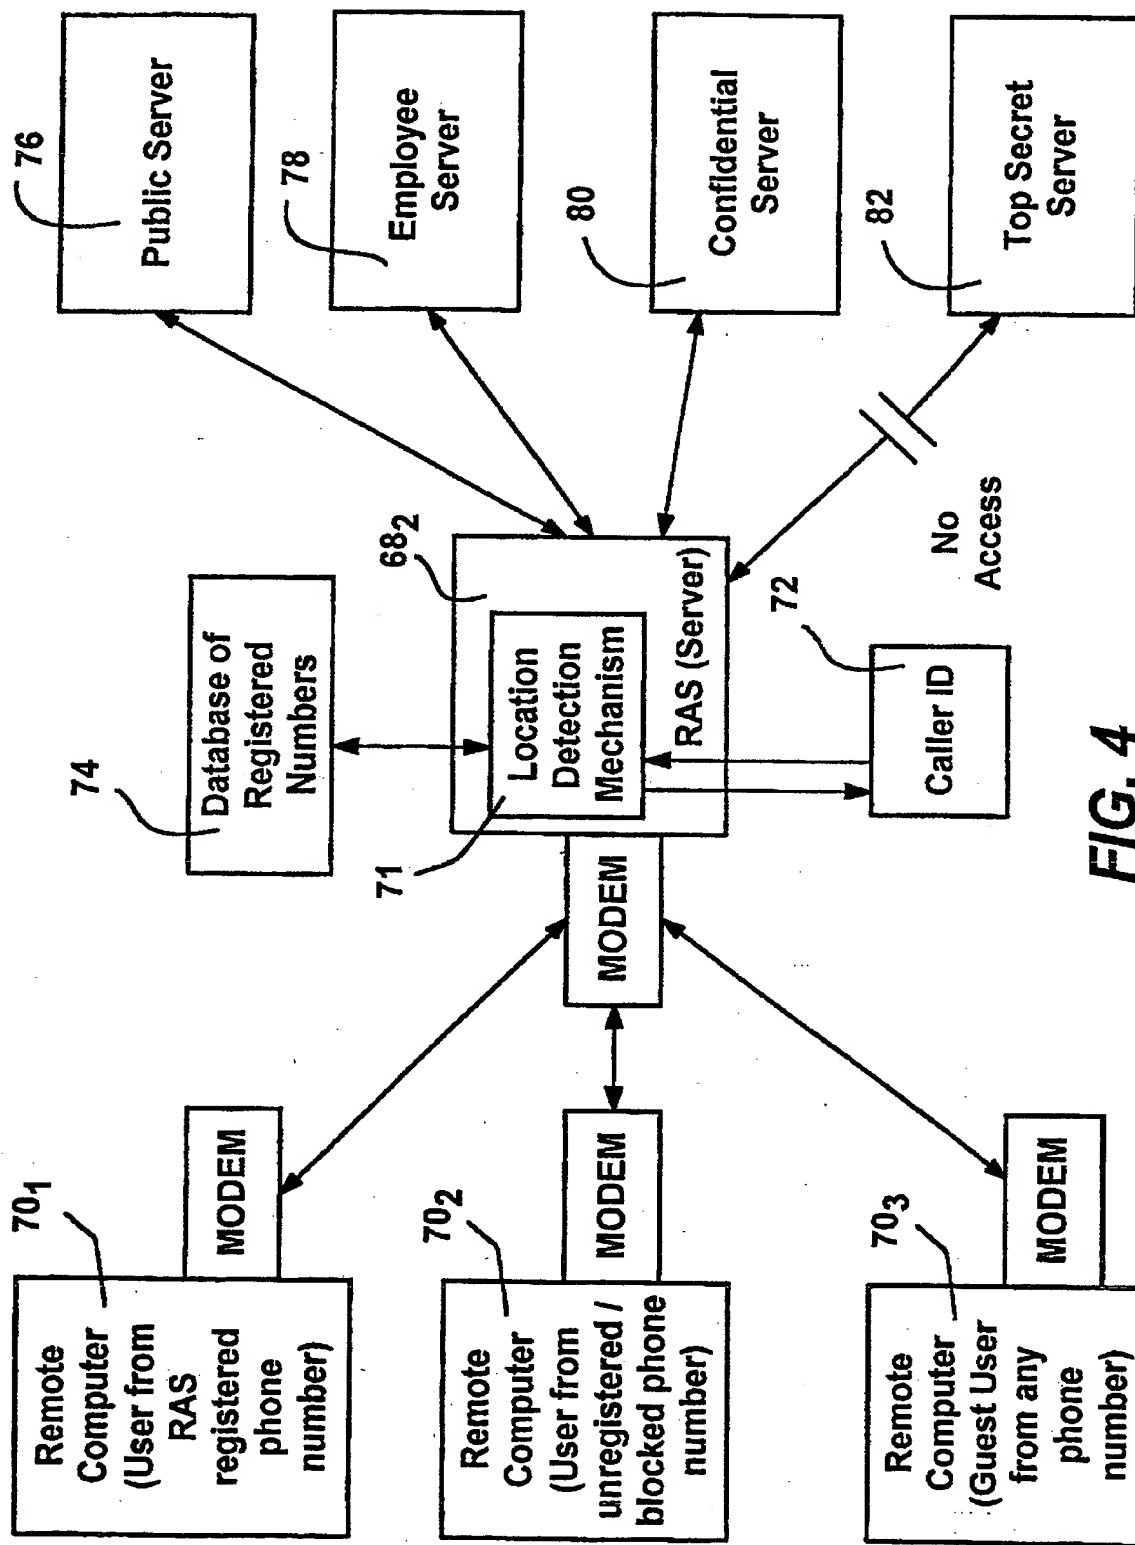 70₁
Remote
Computer
(User from
RAS
registered
phone
number)
MODEM
70₂
Remote
Computer
(User from
unregistered /
blocked phone
number)
MODEM
70₃
Remote
Computer
(Guest User
from any
phone
number)
MODEM
MODEM
74
Database of
Registered
Numbers
68₂
71
Location
Detection
Mechanism
RAS (Server)
72
Caller ID
76
Public Server
78
Employee
Server
80
Confidential
Server
82
Top Secret
Server
No
Access
FIG. 4